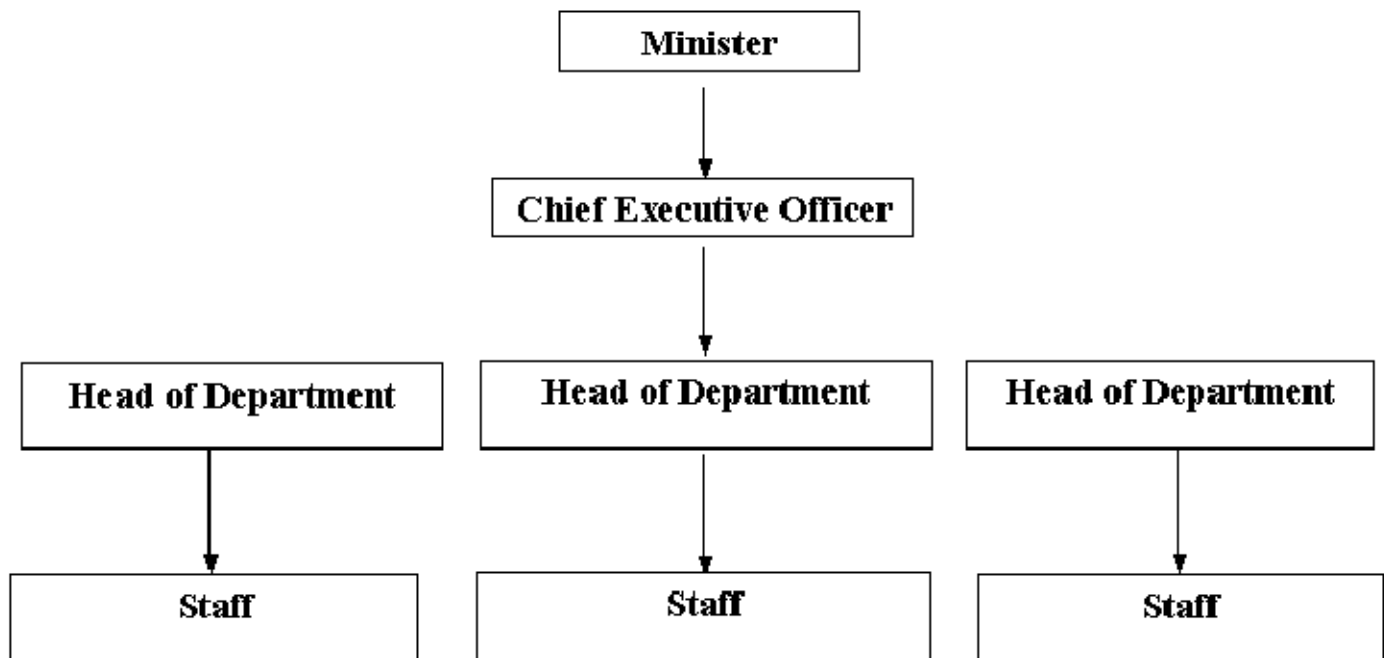 Minister
Chief Executive Officer
Head of Department
Head of Department
Head of Department
Staff
Staff
Staff